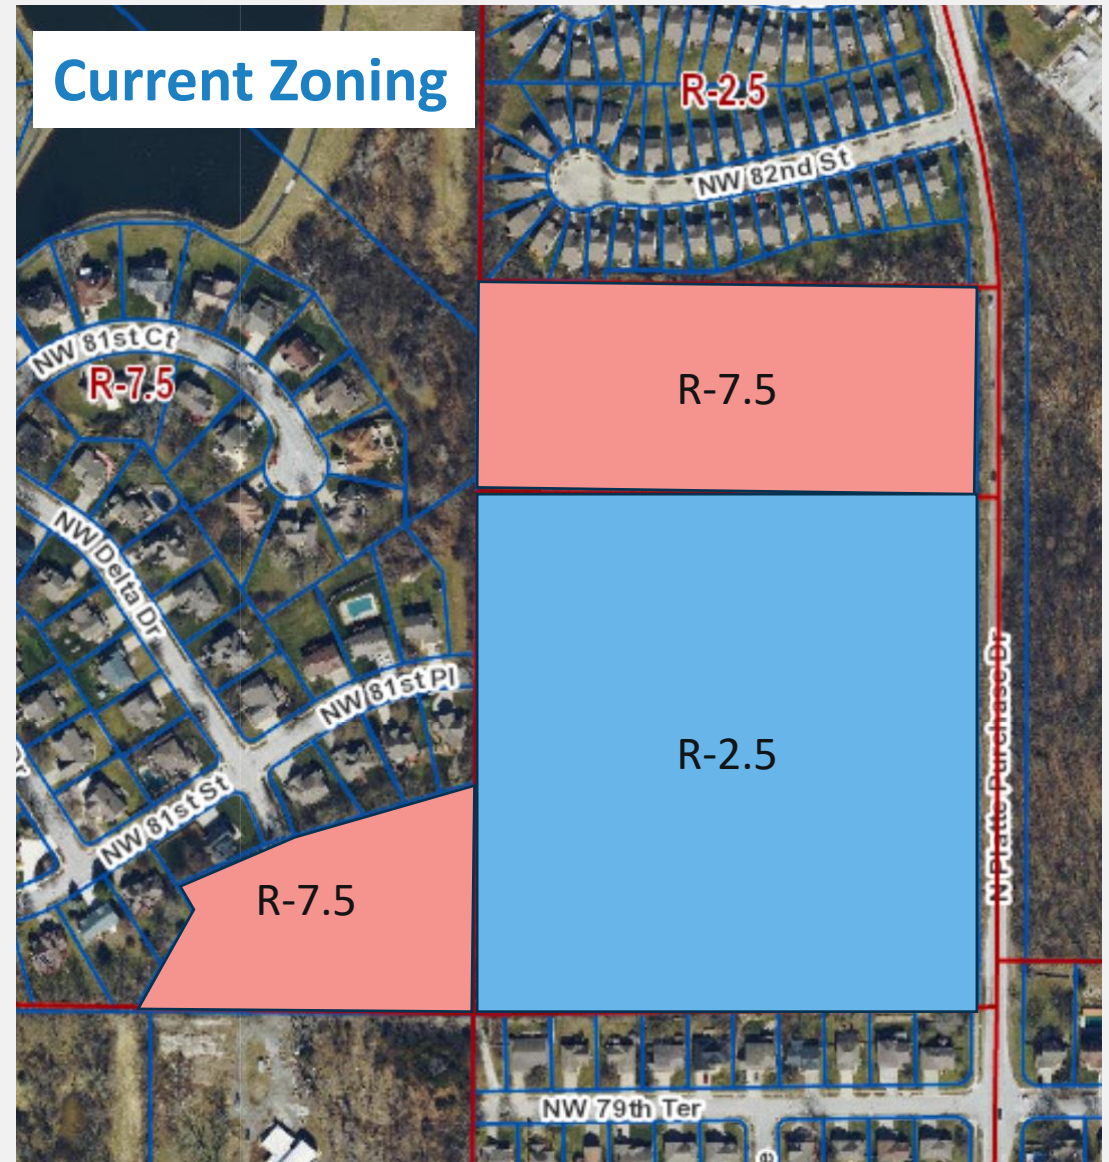 Current Zoning
R-2.5
NW 82nd St
NW 81st Ct
R-7.5
R-7.5
NW Delta Dr
NW 81st Pl
N Platte Purchase Dr
R-2.5
Dr
NW 81st St
R-7.5
NW 79th Ter
e